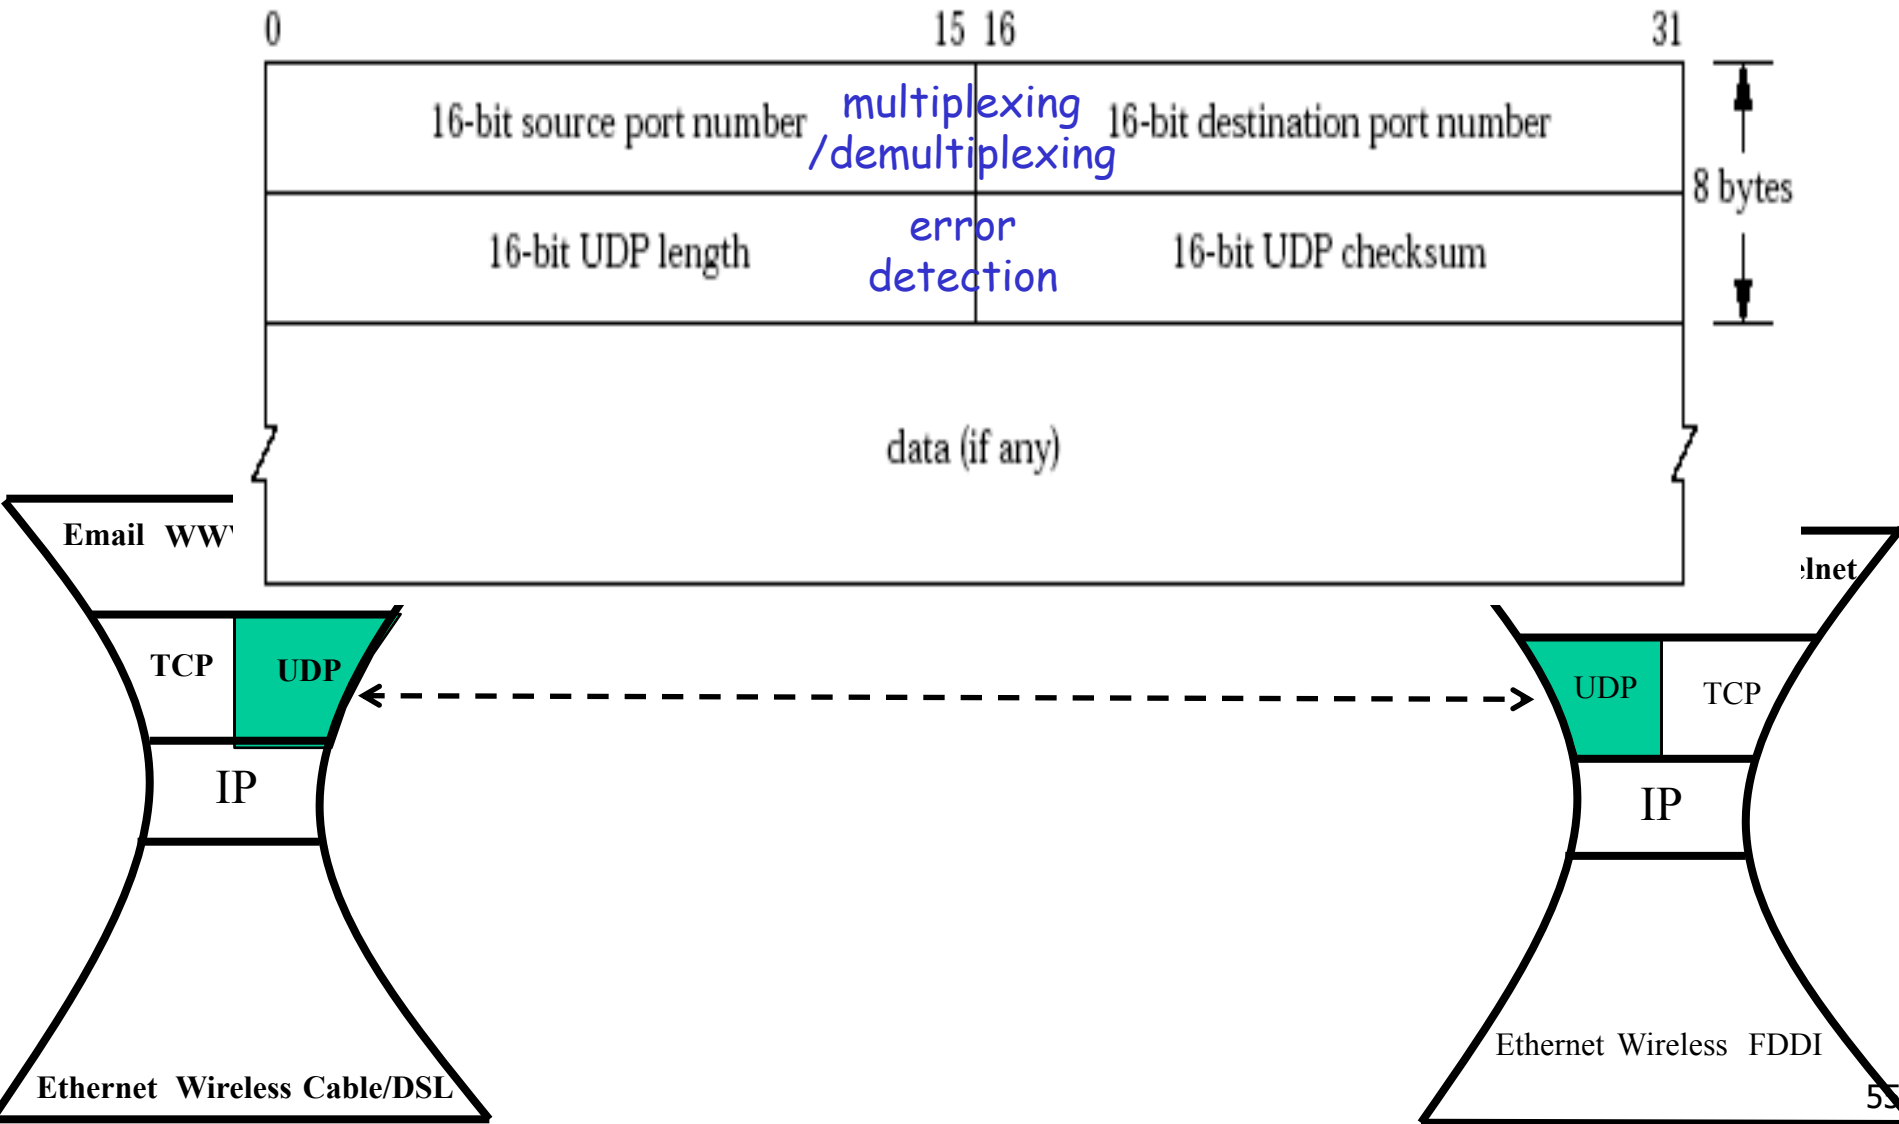 0 15 16 31
16-bit source port number multiplexing /demultiplexing 16-bit destination port number
8 bytes
16-bit UDP length error detection 16-bit UDP checksum
data (if any)
Email
TCP UDP
IP
Ethernet Wireless Cable/DSL
elnet
UDP TCP
IP
Ethernet Wireless FDDI
55